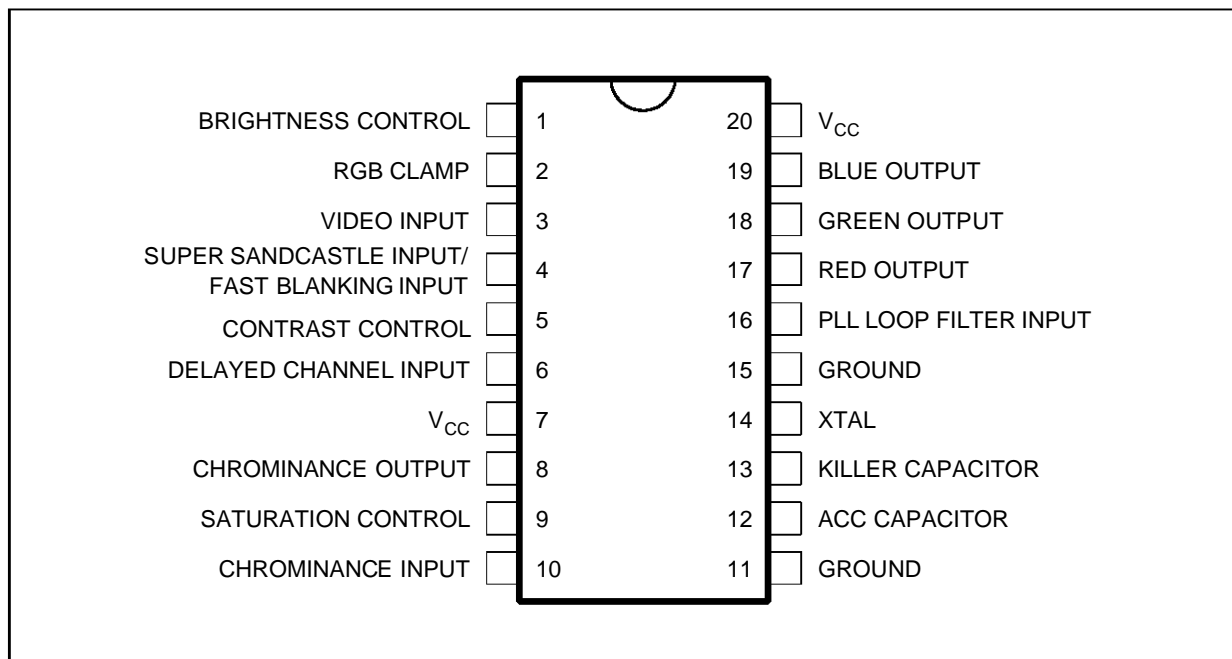 BRIGHTNESS CONTROL 1 20 V_CC
RGB CLAMP 2 19 BLUE OUTPUT
VIDEO INPUT 3 18 GREEN OUTPUT
SUPER SANDCASTLE INPUT/
FAST BLANKING INPUT 4 17 RED OUTPUT
CONTRAST CONTROL 5 16 PLL LOOP FILTER INPUT
DELAYED CHANNEL INPUT 6 15 GROUND
V_CC 7 14 XTAL
CHROMINANCE OUTPUT 8 13 KILLER CAPACITOR
SATURATION CONTROL 9 12 ACC CAPACITOR
CHROMINANCE INPUT 10 11 GROUND